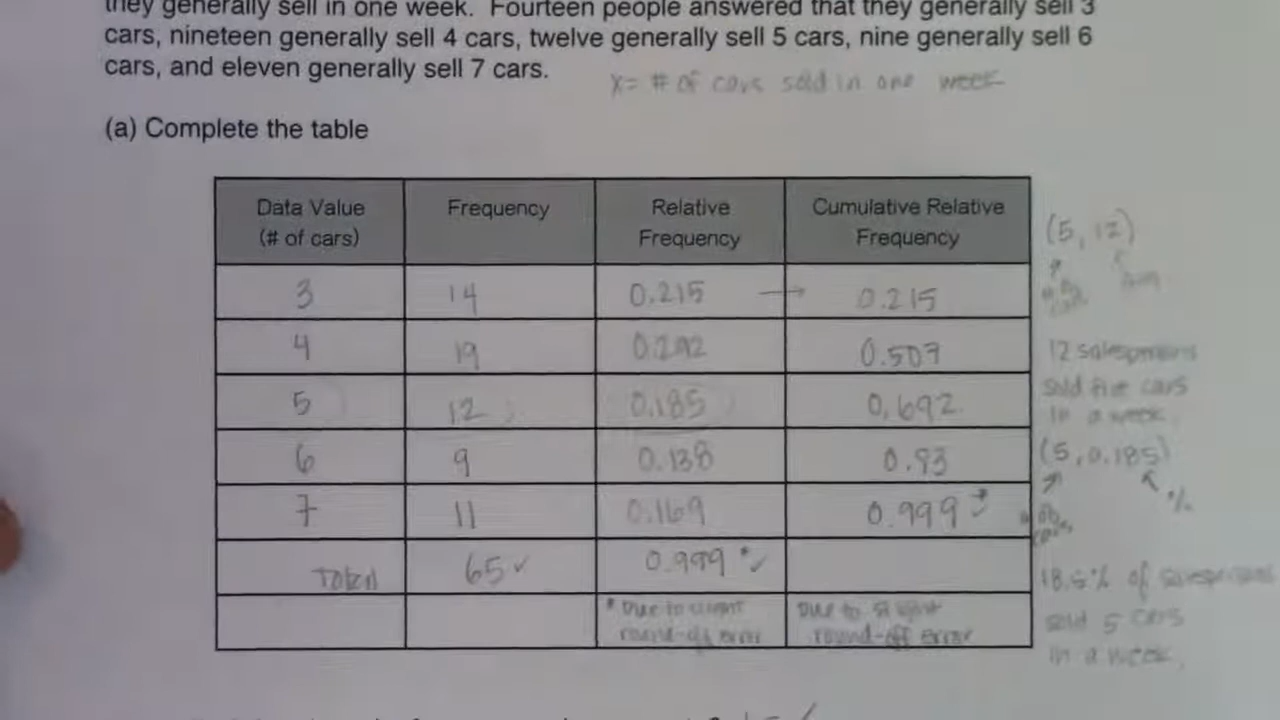 they generally sell in one week. Fourteen people answered that they generally sell 3
cars, nineteen generally sell 4 cars, twelve generally sell 5 cars, nine generally sell 6
cars, and eleven generally sell 7 cars.
x= # of cars sold in one week
(a) Complete the table
Data Value (# of cars) Frequency Relative Frequency Cumulative Relative Frequency
3 14 0.215 → 0.215
4 19 0.292 0.507
5 12 0.185 0.692
6 9 0.138 0.83
7 11 0.169 0.999 *
Total 65 ✓ 0.999 * ✓
* Due to slight
round-off error
Due to slight
round-off error
(5, 12)
12 salespersons
sold five cars
in a week.
(5, 0.185)
%
18.5% of salespersons
sold 5 cars
in a week.